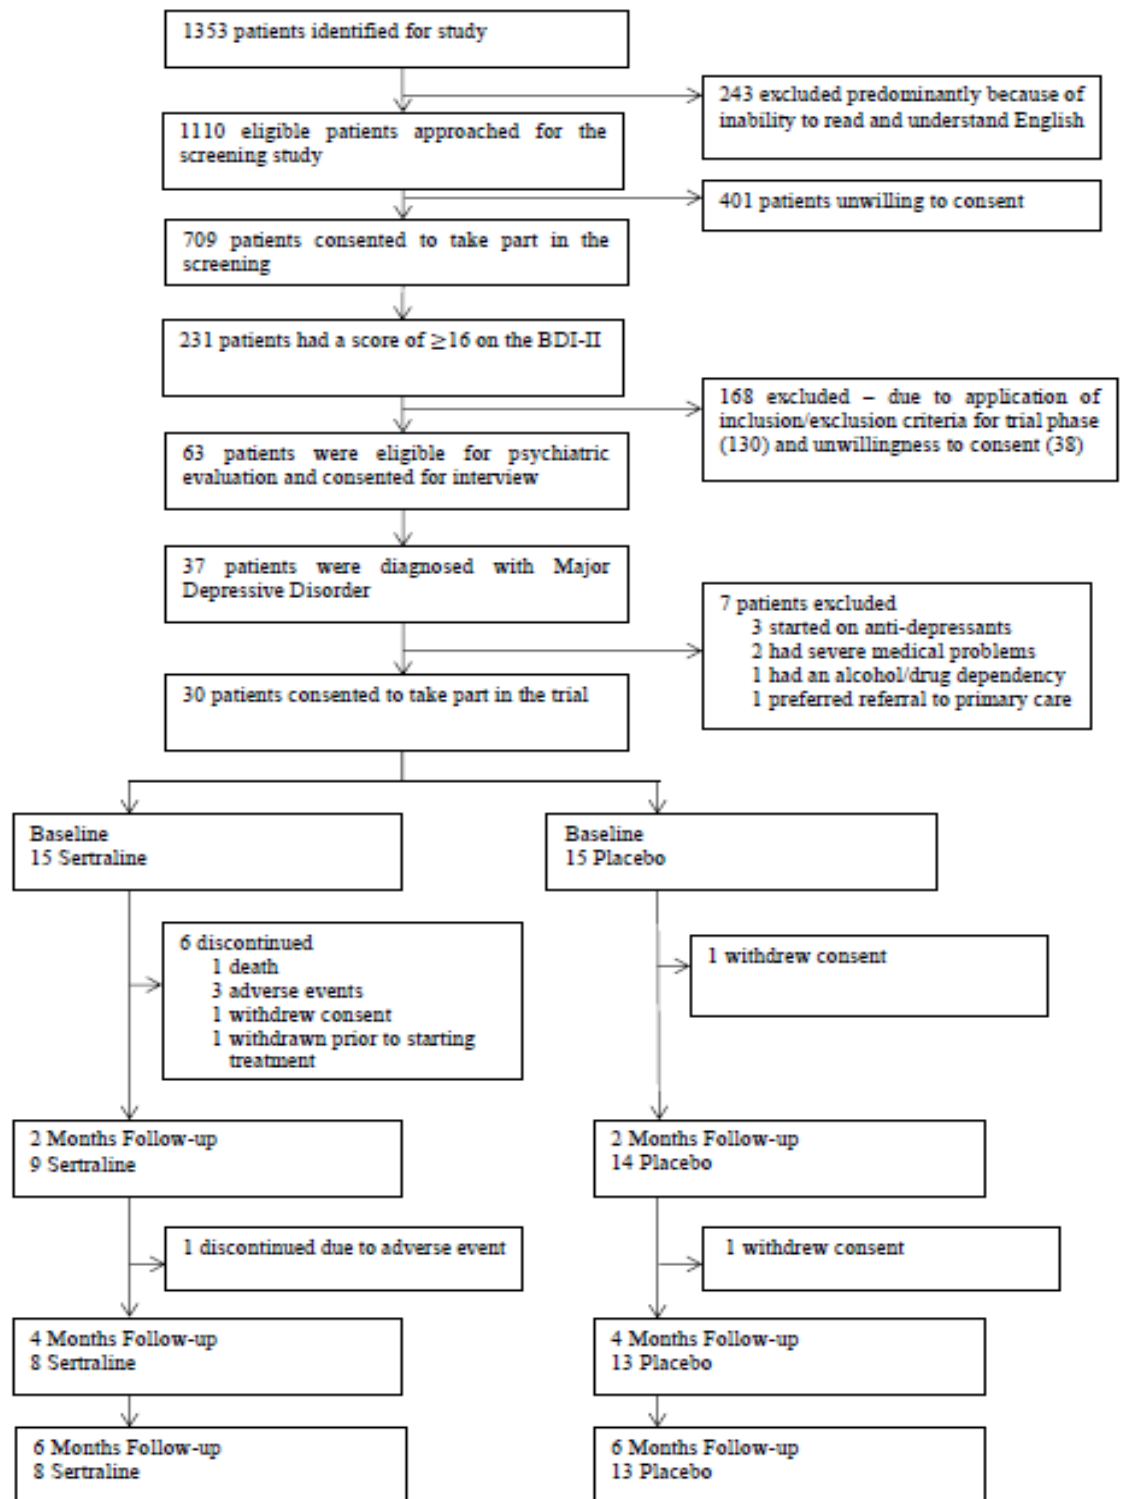 1353 patients identified for study
243 excluded predominantly because of
inability to read and understand English
1110 eligible patients approached for the
screening study
401 patients unwilling to consent
709 patients consented to take part in the
screening
231 patients had a score of ≥16 on the BDI-II
168 excluded – due to application of
inclusion/exclusion criteria for trial phase
(130) and unwillingness to consent (38)
63 patients were eligible for psychiatric
evaluation and consented for interview
37 patients were diagnosed with Major
Depressive Disorder
7 patients excluded
3 started on anti-depressants
2 had severe medical problems
1 had an alcohol/drug dependency
1 preferred referral to primary care
30 patients consented to take part in the trial
Baseline
15 Sertraline
Baseline
15 Placebo
6 discontinued
1 death
3 adverse events
1 withdrew consent
1 withdrawn prior to starting
treatment
1 withdrew consent
2 Months Follow-up
9 Sertraline
2 Months Follow-up
14 Placebo
1 discontinued due to adverse event
1 withdrew consent
4 Months Follow-up
8 Sertraline
4 Months Follow-up
13 Placebo
6 Months Follow-up
8 Sertraline
6 Months Follow-up
13 Placebo